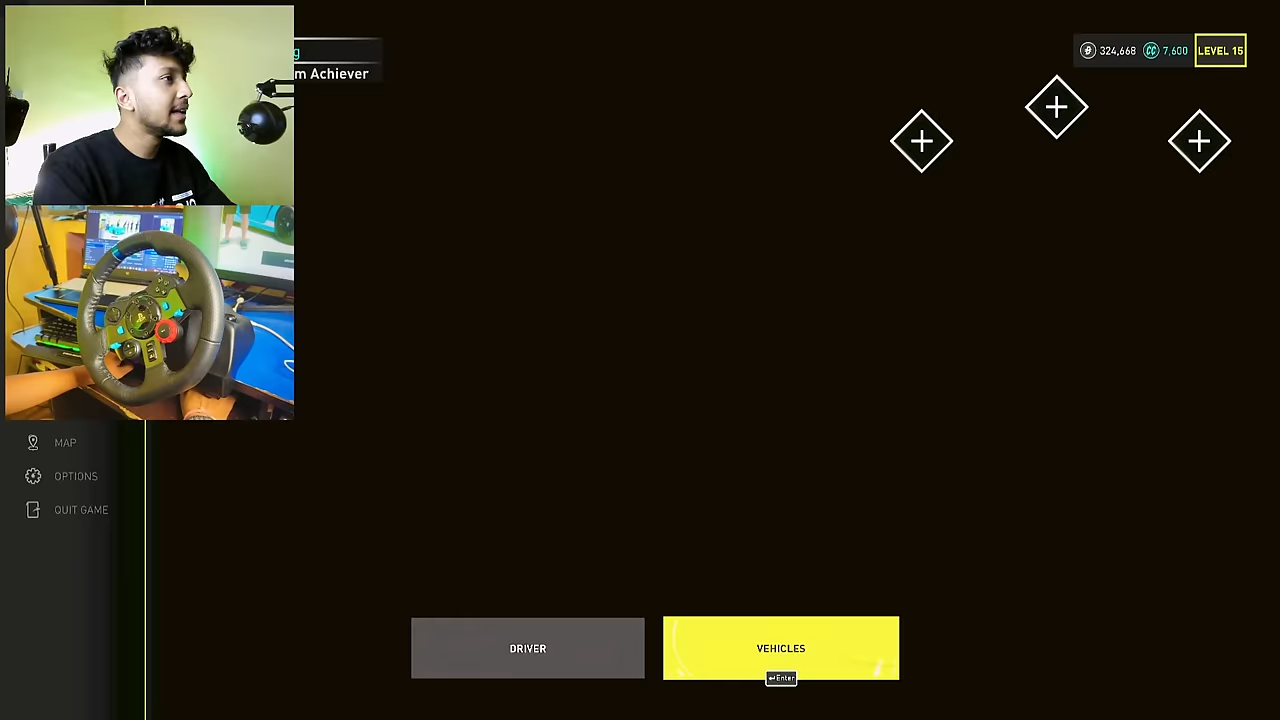 g
m Achiever
324,668
7,600
LEVEL 15
MAP
OPTIONS
QUIT GAME
DRIVER
VEHICLES
Enter